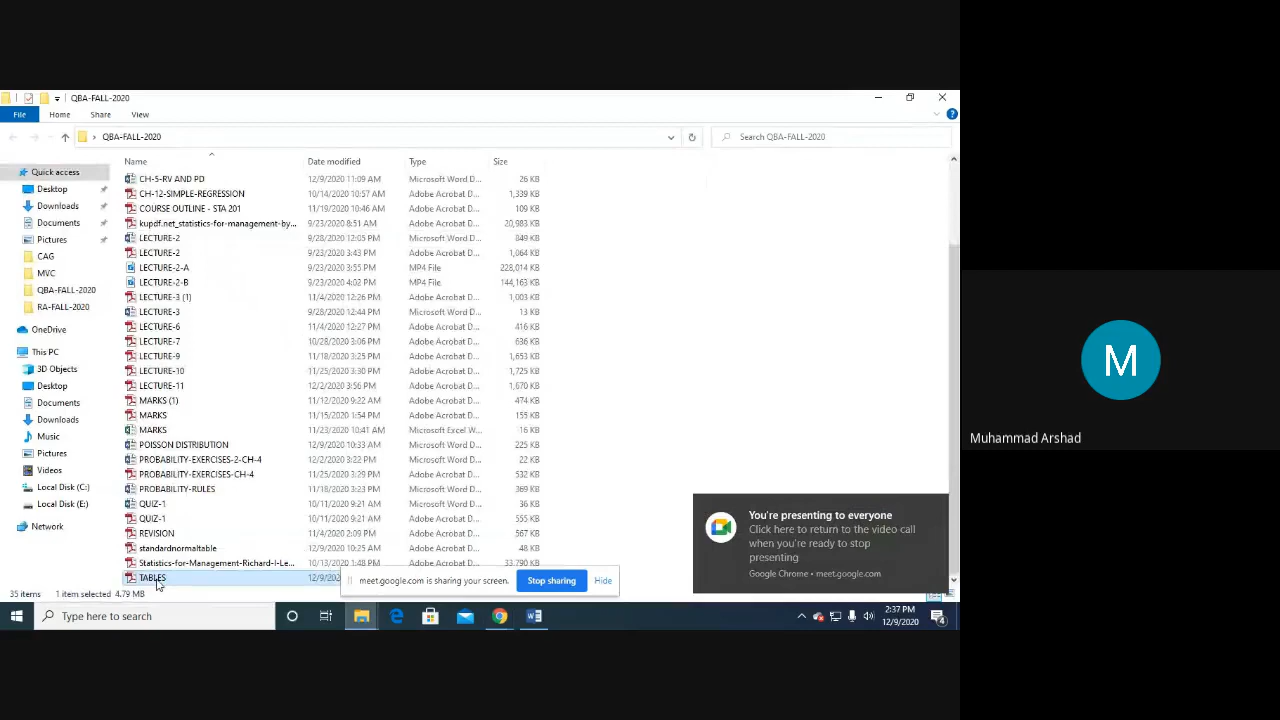 QBA-FALL-2020
File Home Share View
QBA-FALL-2020 Search QBA-FALL-2020
Name Date modified Type Size
Quick access
Desktop
Downloads
Documents
Pictures
CAG
MVC
QBA-FALL-2020
RA-FALL-2020
OneDrive
This PC
3D Objects
Desktop
Documents
Downloads
Music
Pictures
Videos
Local Disk (C:)
Local Disk (E:)
Network
CH-5-RV AND PD 12/9/2020 11:09 AM Microsoft Word D... 26 KB
CH-12-SIMPLE-REGRESSION 10/14/2020 10:57 AM Adobe Acrobat D... 1,339 KB
COURSE OUTLINE - STA 201 11/19/2020 10:46 AM Adobe Acrobat D... 109 KB
kupdf.net_statistics-for-management-by... 9/23/2020 8:51 AM Adobe Acrobat D... 20,983 KB
LECTURE-2 9/28/2020 12:05 PM Microsoft Word D... 849 KB
LECTURE-2 9/23/2020 3:43 PM Adobe Acrobat D... 1,064 KB
LECTURE-2-A 9/23/2020 3:55 PM MP4 File 228,014 KB
LECTURE-2-B 9/23/2020 4:02 PM MP4 File 144,163 KB
LECTURE-3 (1) 11/4/2020 12:26 PM Adobe Acrobat D... 1,003 KB
LECTURE-3 9/28/2020 12:44 PM Microsoft Word D... 13 KB
LECTURE-6 11/4/2020 12:27 PM Adobe Acrobat D... 416 KB
LECTURE-7 10/28/2020 3:06 PM Adobe Acrobat D... 636 KB
LECTURE-9 11/18/2020 3:25 PM Adobe Acrobat D... 1,653 KB
LECTURE-10 11/25/2020 3:30 PM Adobe Acrobat D... 1,725 KB
LECTURE-11 12/2/2020 3:56 PM Adobe Acrobat D... 1,670 KB
MARKS (1) 11/12/2020 9:22 AM Adobe Acrobat D... 474 KB
MARKS 11/15/2020 1:54 PM Adobe Acrobat D... 155 KB
MARKS 11/23/2020 10:41 AM Microsoft Excel W... 16 KB
POISSON DISTRIBUTION 12/9/2020 10:33 AM Microsoft Word D... 225 KB
PROBABILITY-EXERCISES-2-CH-4 12/2/2020 3:22 PM Microsoft Word D... 22 KB
PROBABILITY-EXERCISES-CH-4 11/25/2020 3:29 PM Adobe Acrobat D... 532 KB
PROBABILITY-RULES 11/18/2020 3:23 PM Microsoft Word D... 369 KB
QUIZ-1 10/11/2020 9:21 AM Microsoft Word D... 36 KB
QUIZ-1 10/11/2020 9:21 AM Adobe Acrobat D... 555 KB
REVISION 11/4/2020 2:09 PM Adobe Acrobat D... 567 KB
standardnormaltable 12/9/2020 10:25 AM Adobe Acrobat D... 48 KB
Statistics-for-Management-Richard-I-Le... 10/13/2020 1:48 PM Adobe Acrobat D... 33,790 KB
TABLES 12/9/202
35 items 1 item selected 4.79 MB
meet.google.com is sharing your screen. Stop sharing Hide
You're presenting to everyone
Click here to return to the video call
when you're ready to stop
presenting
Google Chrome • meet.google.com
Type here to search
2:37 PM
12/9/2020
4
M
Muhammad Arshad